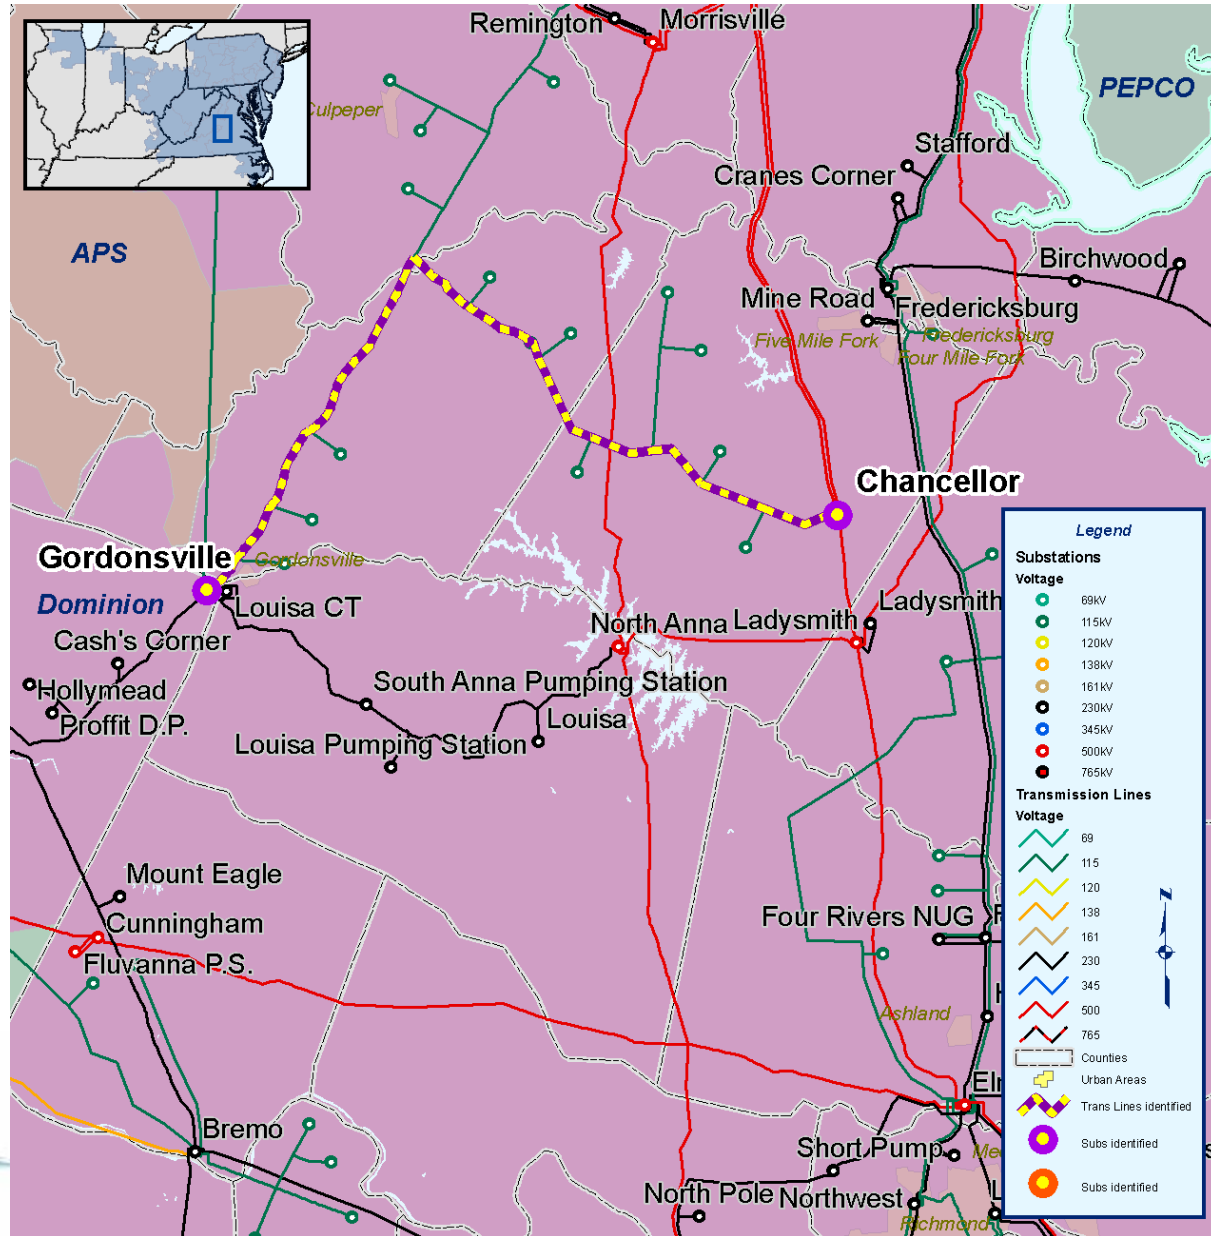 Remington
Morrisville
Culpeper
PEPCO
Stafford
Cranes Corner
APS
Birchwood
Mine Road
Fredericksburg
Five Mile Fork
Fredericksburg
Four Mile Fork
Chancellor
Gordonsville
Gordonsville
Dominion
Louisa CT
Cash's Corner
North Anna
Ladysmith
Ladysmith
Hollymead
Proffit D.P.
South Anna Pumping Station
Louisa
Louisa Pumping Station
Mount Eagle
Cunningham
Fluvanna P.S.
Four Rivers NUG
F
H
Ashland
Elm
Bremo
Short Pump
North Pole
Northwest
L
Richmond
Legend
Substations
Voltage
69kV
115kV
120kV
138kV
161kV
230kV
345kV
500kV
765kV
Transmission Lines
Voltage
69
115
120
138
161
230
345
500
765
N
Counties
Urban Areas
Trans Lines identified
Subs identified
Subs identified